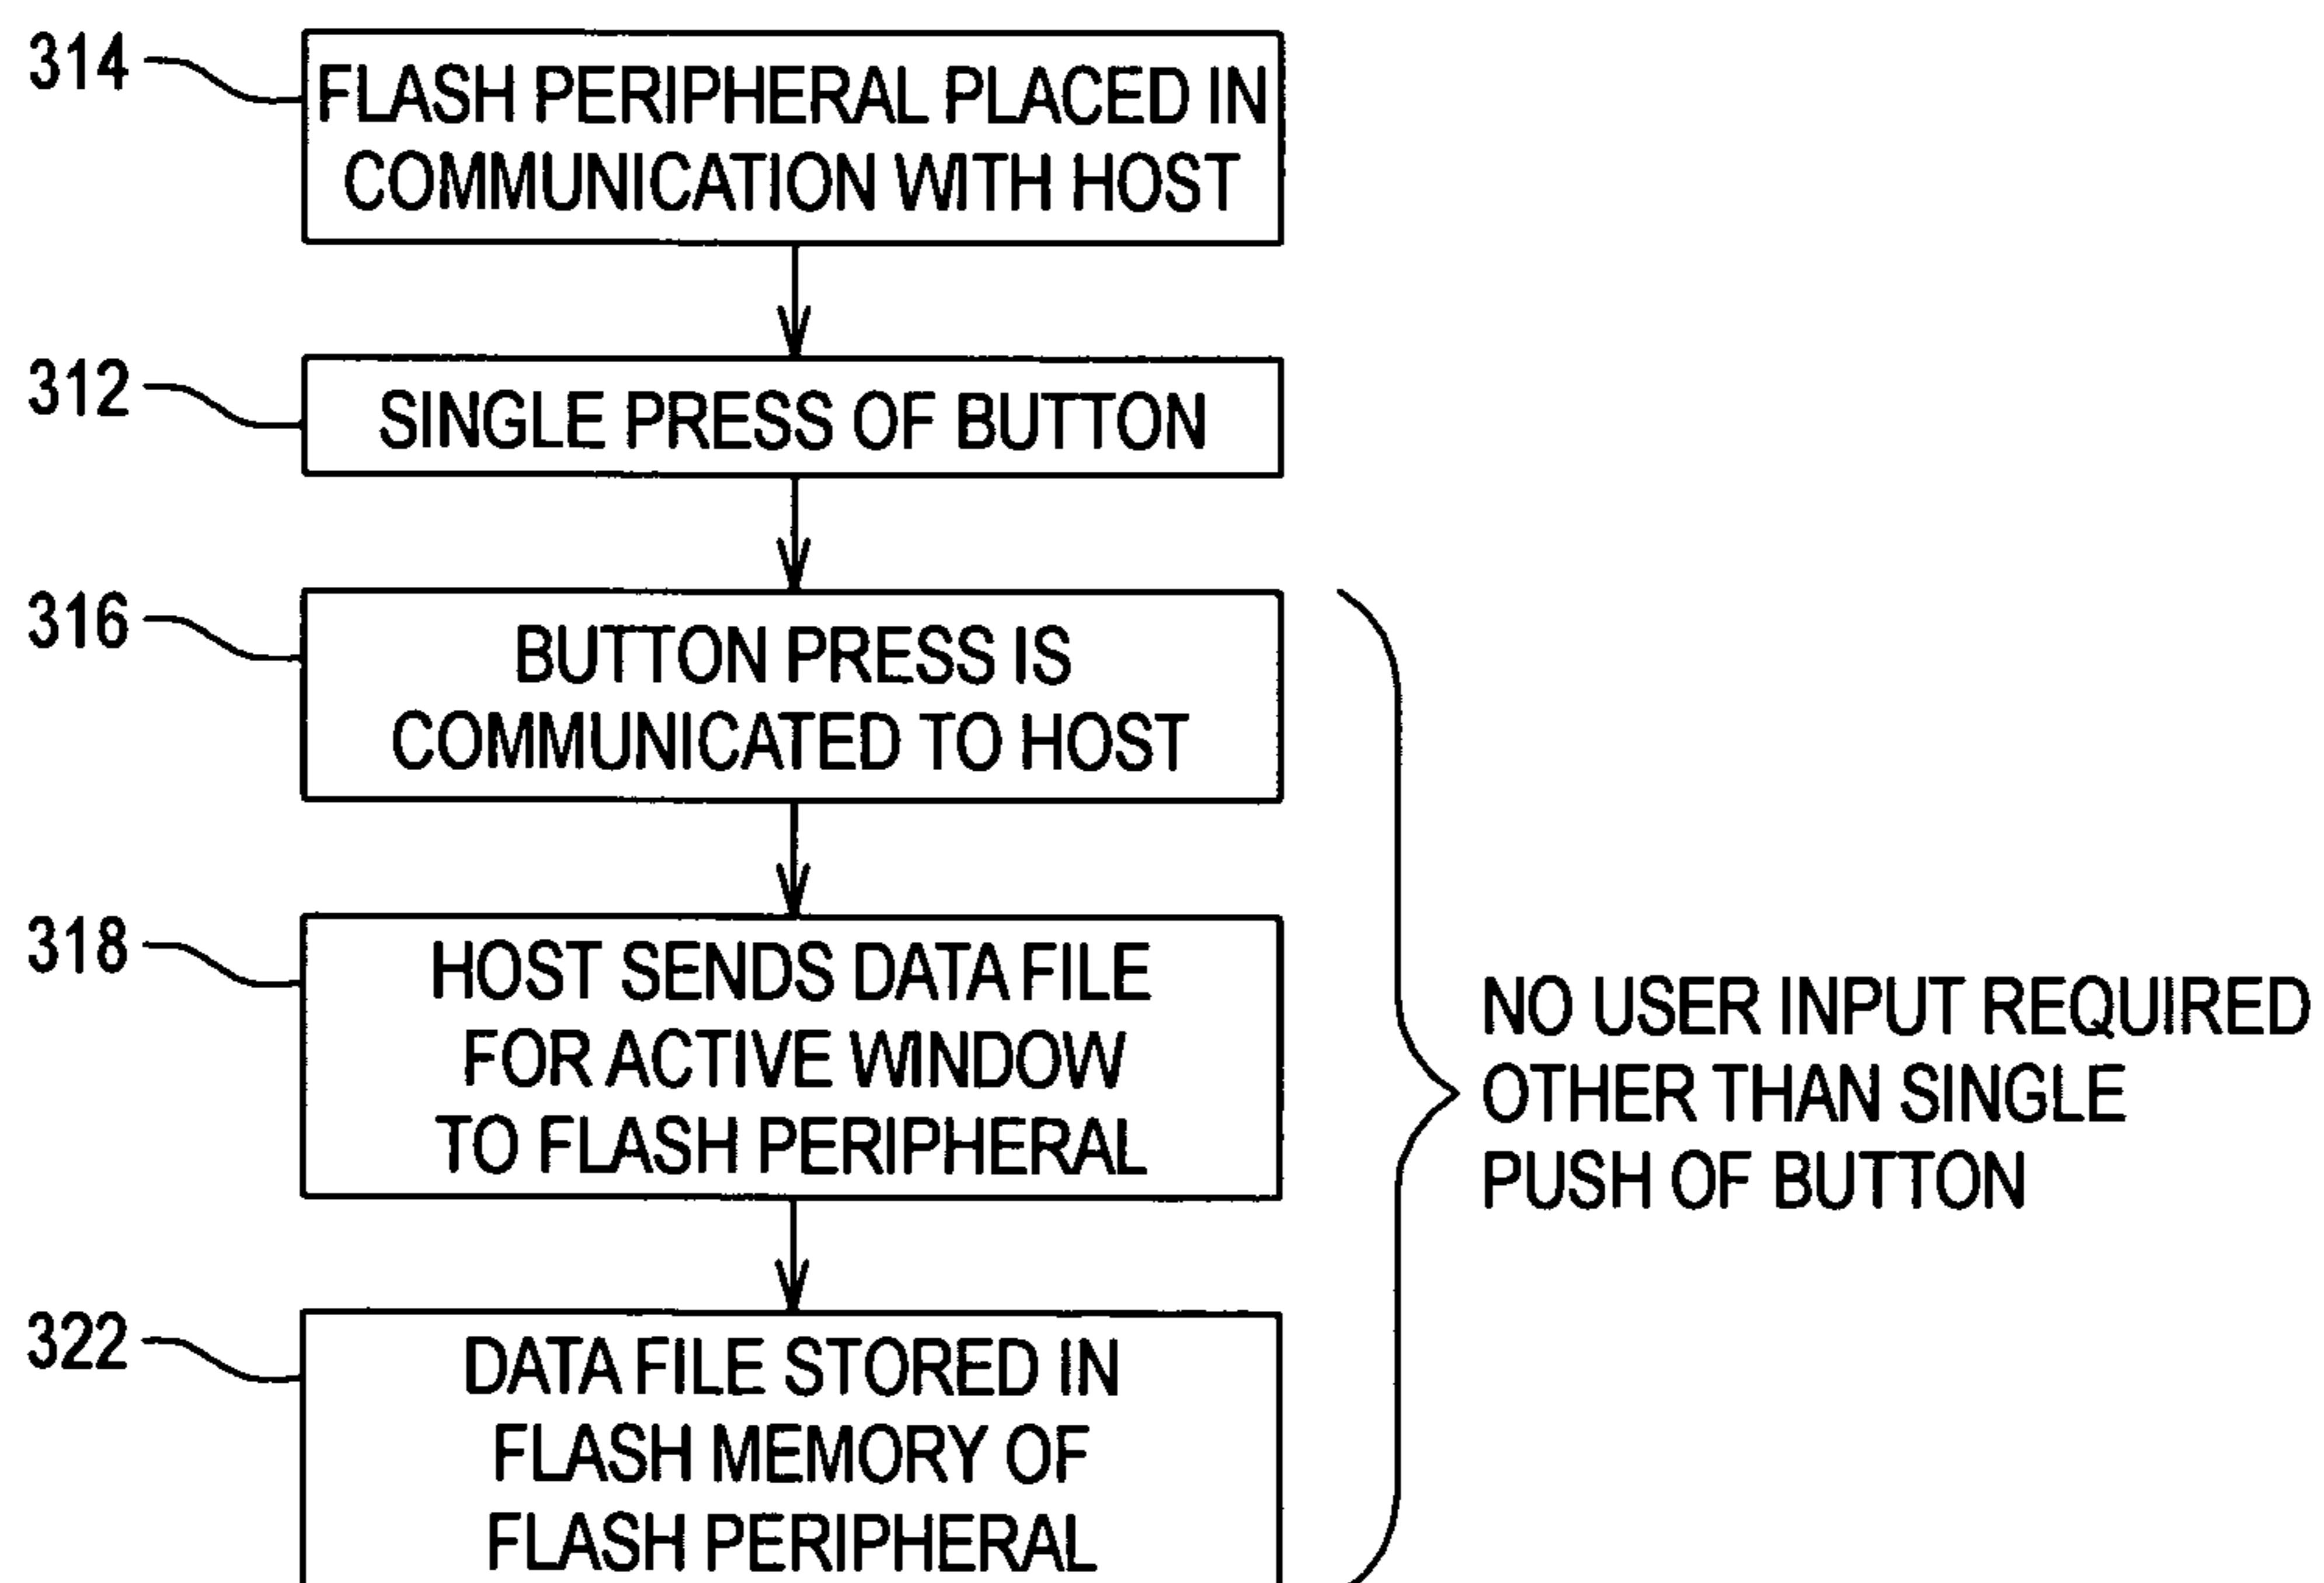 314
FLASH PERIPHERAL PLACED IN
COMMUNICATION WITH HOST
312
SINGLE PRESS OF BUTTON
316
BUTTON PRESS IS
COMMUNICATED TO HOST
318
HOST SENDS DATA FILE
FOR ACTIVE WINDOW
TO FLASH PERIPHERAL
NO USER INPUT REQUIRED
OTHER THAN SINGLE
PUSH OF BUTTON
322
DATA FILE STORED IN
FLASH MEMORY OF
FLASH PERIPHERAL